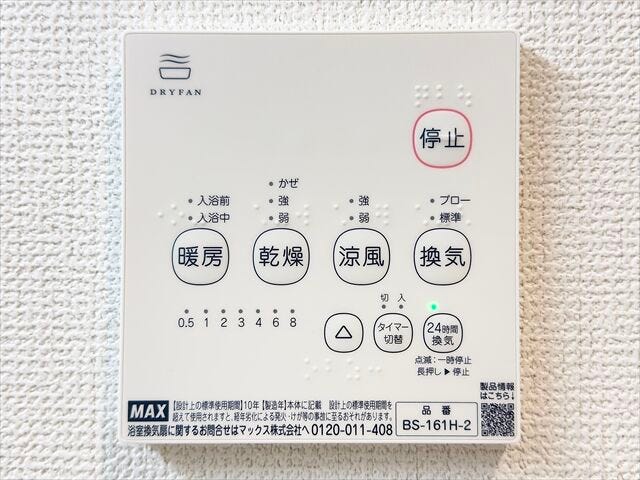 DRYFAN
停止
かぜ
入浴前 強 強 ブロー
入浴中 弱 弱 標準
暖房 乾燥 涼風 換気
切 入
0.5 1 2 3 4 6 8
△
タイマー
切替
24時間
換気
点滅:一時停止
長押し▶停止
製品情報
はこちら↓
MAX
【設計上の標準使用期間】10年【製造年】本体に記載 設計上の標準使用期間を
超えて使用されますと、経年劣化による発火・けが等の事故に至るおそれがあります。
浴室換気扇に関するお問合せはマックス株式会社へ 0120-011-408
品番
BS-161H-2